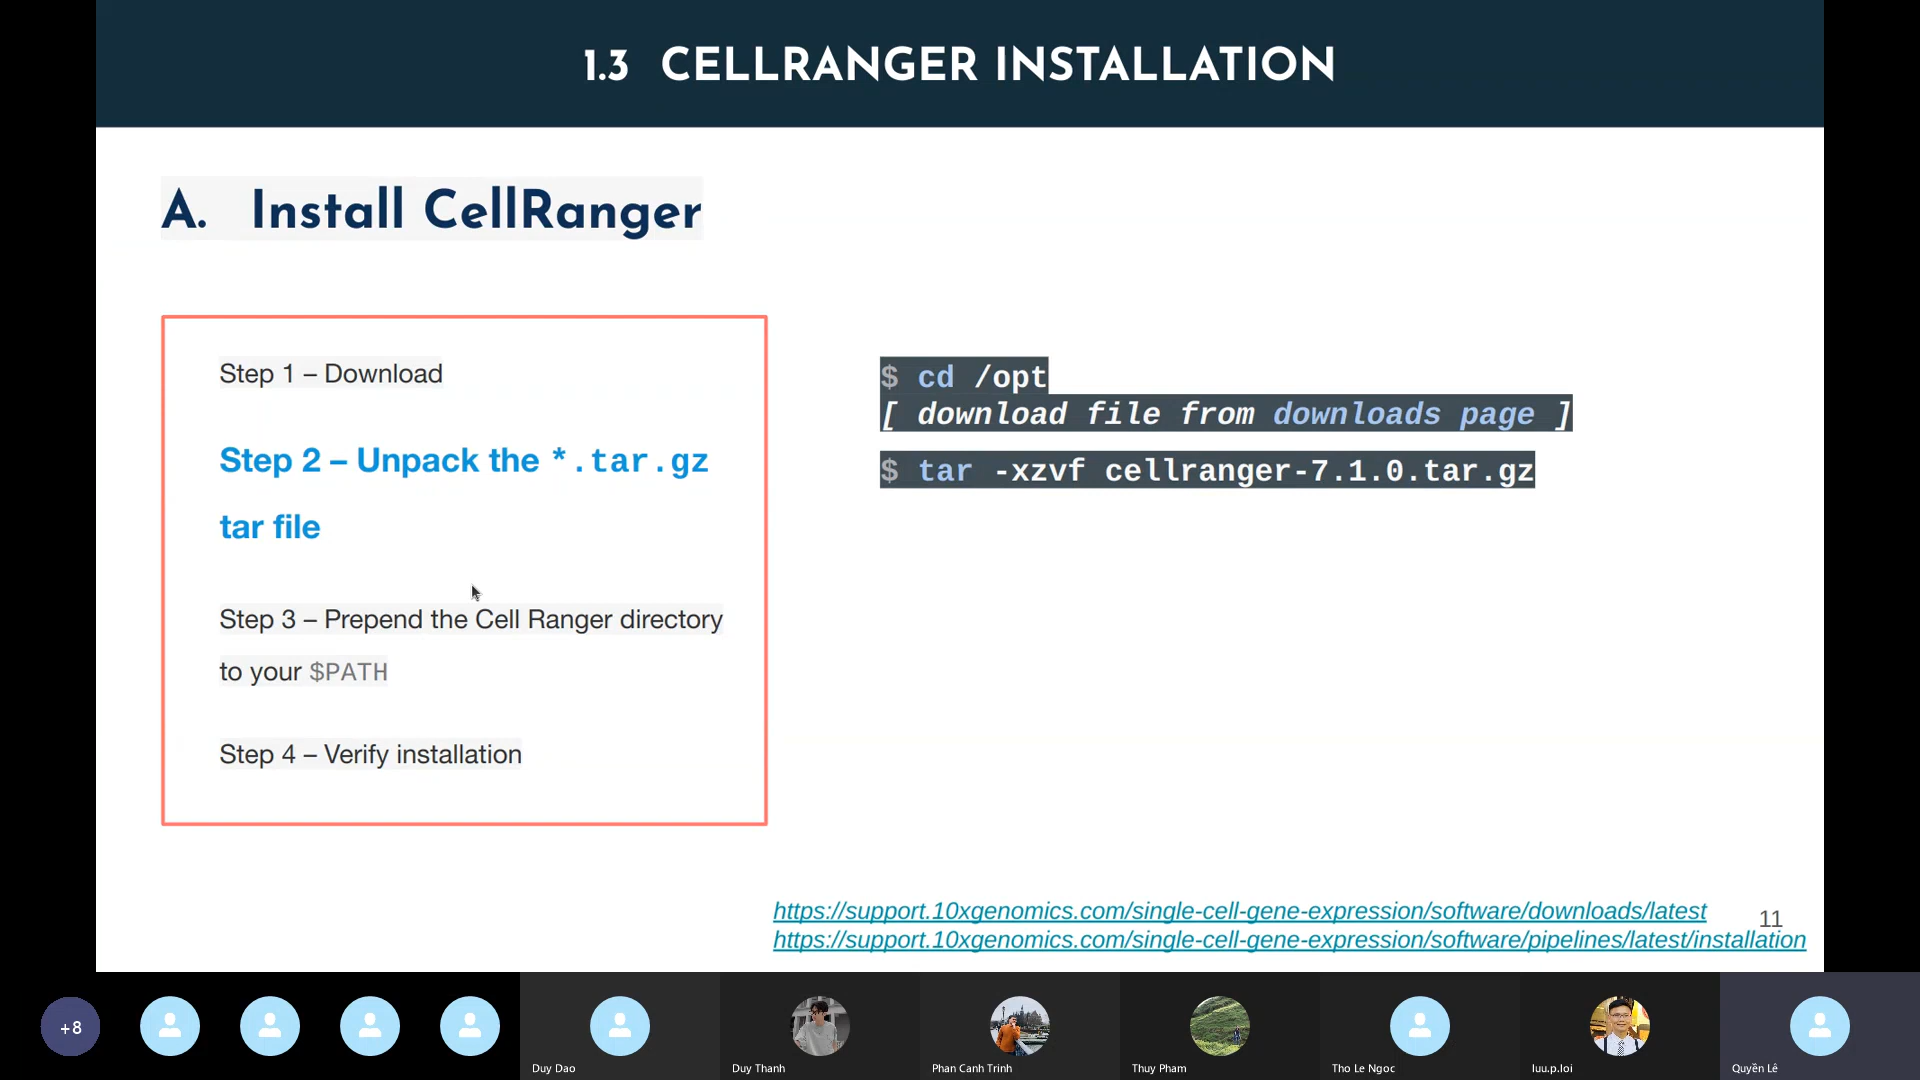 1.3 CELLRANGER INSTALLATION
A. Install CellRanger
Step 1 – Download
Step 2 – Unpack the *.tar.gz
tar file
Step 3 – Prepend the Cell Ranger directory
to your $PATH
Step 4 – Verify installation
$ cd /opt
[ download file from downloads page ]
$ tar -xzvf cellranger-7.1.0.tar.gz
https://support.10xgenomics.com/single-cell-gene-expression/software/downloads/latest
11
https://support.10xgenomics.com/single-cell-gene-expression/software/pipelines/latest/installation
+8
Duy Dao
Duy Thanh
Phan Canh Trinh
Thuy Pham
Tho Le Ngoc
luu.p.loi
Quyền Lê